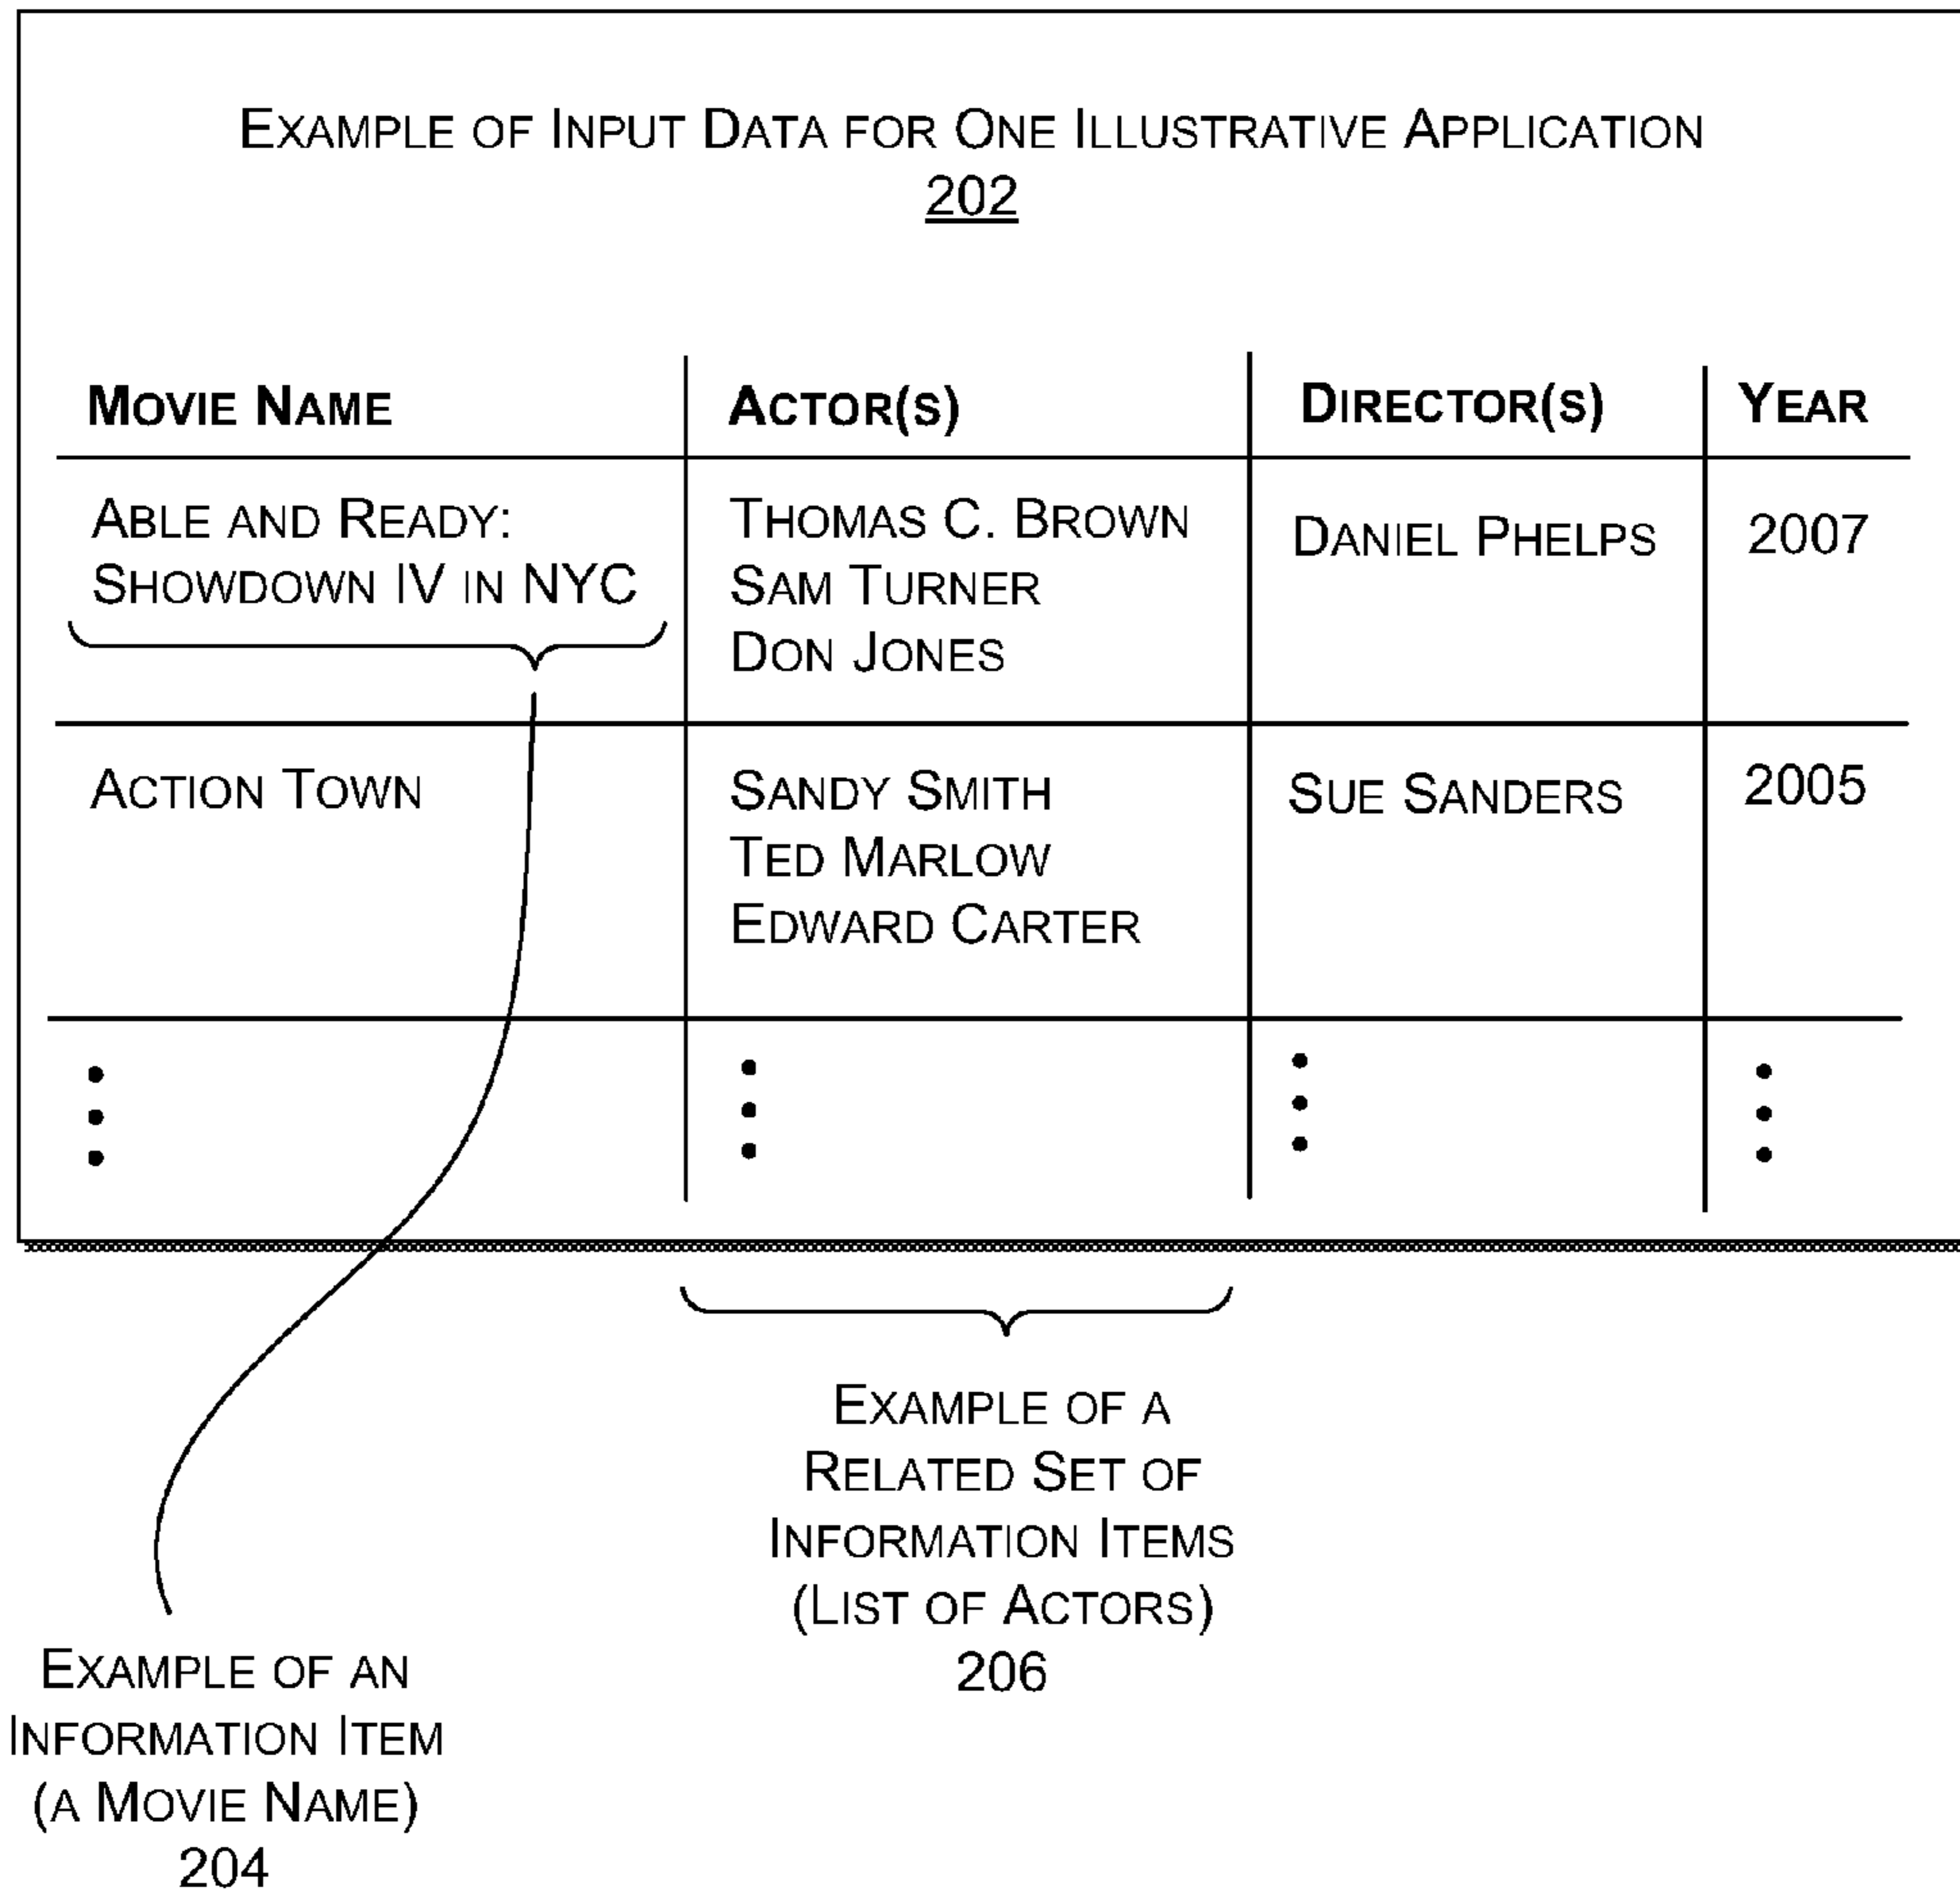 Example of Input Data for One Illustrative Application
202
Movie Name
Actor(s)
Director(s)
Year
Able and Ready:
Showdown IV in NYC
Thomas C. Brown
Sam Turner
Don Jones
Daniel Phelps
2007
Action Town
Sandy Smith
Ted Marlow
Edward Carter
Sue Sanders
2005
Example of a
Related Set of
Information Items
(List of Actors)
206
Example of an
Information Item
(a Movie Name)
204